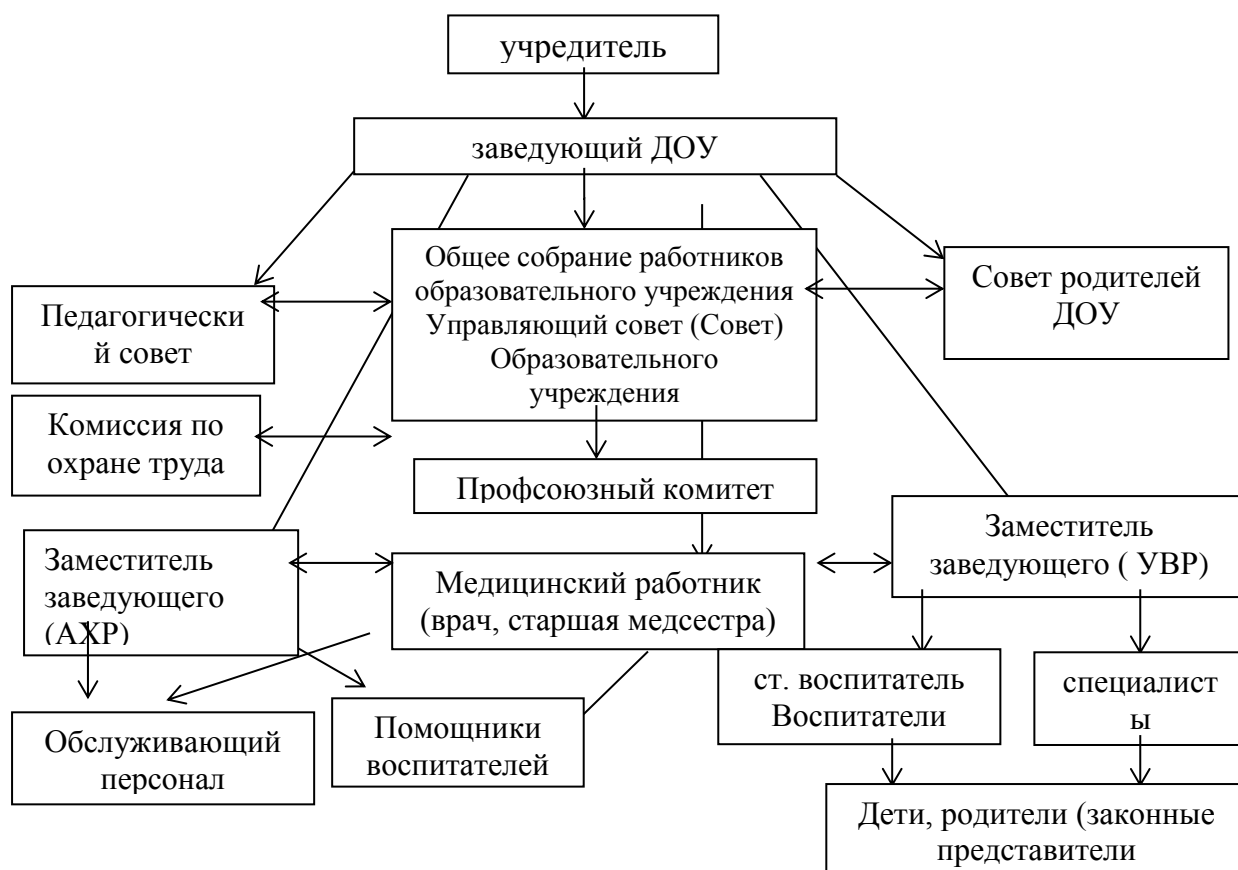 учредитель
заведующий ДОУ
Общее собрание работников
образовательного учреждения
Управляющий совет (Совет)
Образовательного
учреждения
Совет родителей
ДОУ
Педагогически
й совет
Комиссия по
охране труда
Профсоюзный комитет
Заместитель
заведующего
(АХР)
Медицинский работник
(врач, старшая медсестра)
Заместитель
заведующего ( УВР)
ст. воспитатель
Воспитатели
специалист
ы
Обслуживающий
персонал
Помощники
воспитателей
Дети, родители (законные
представители